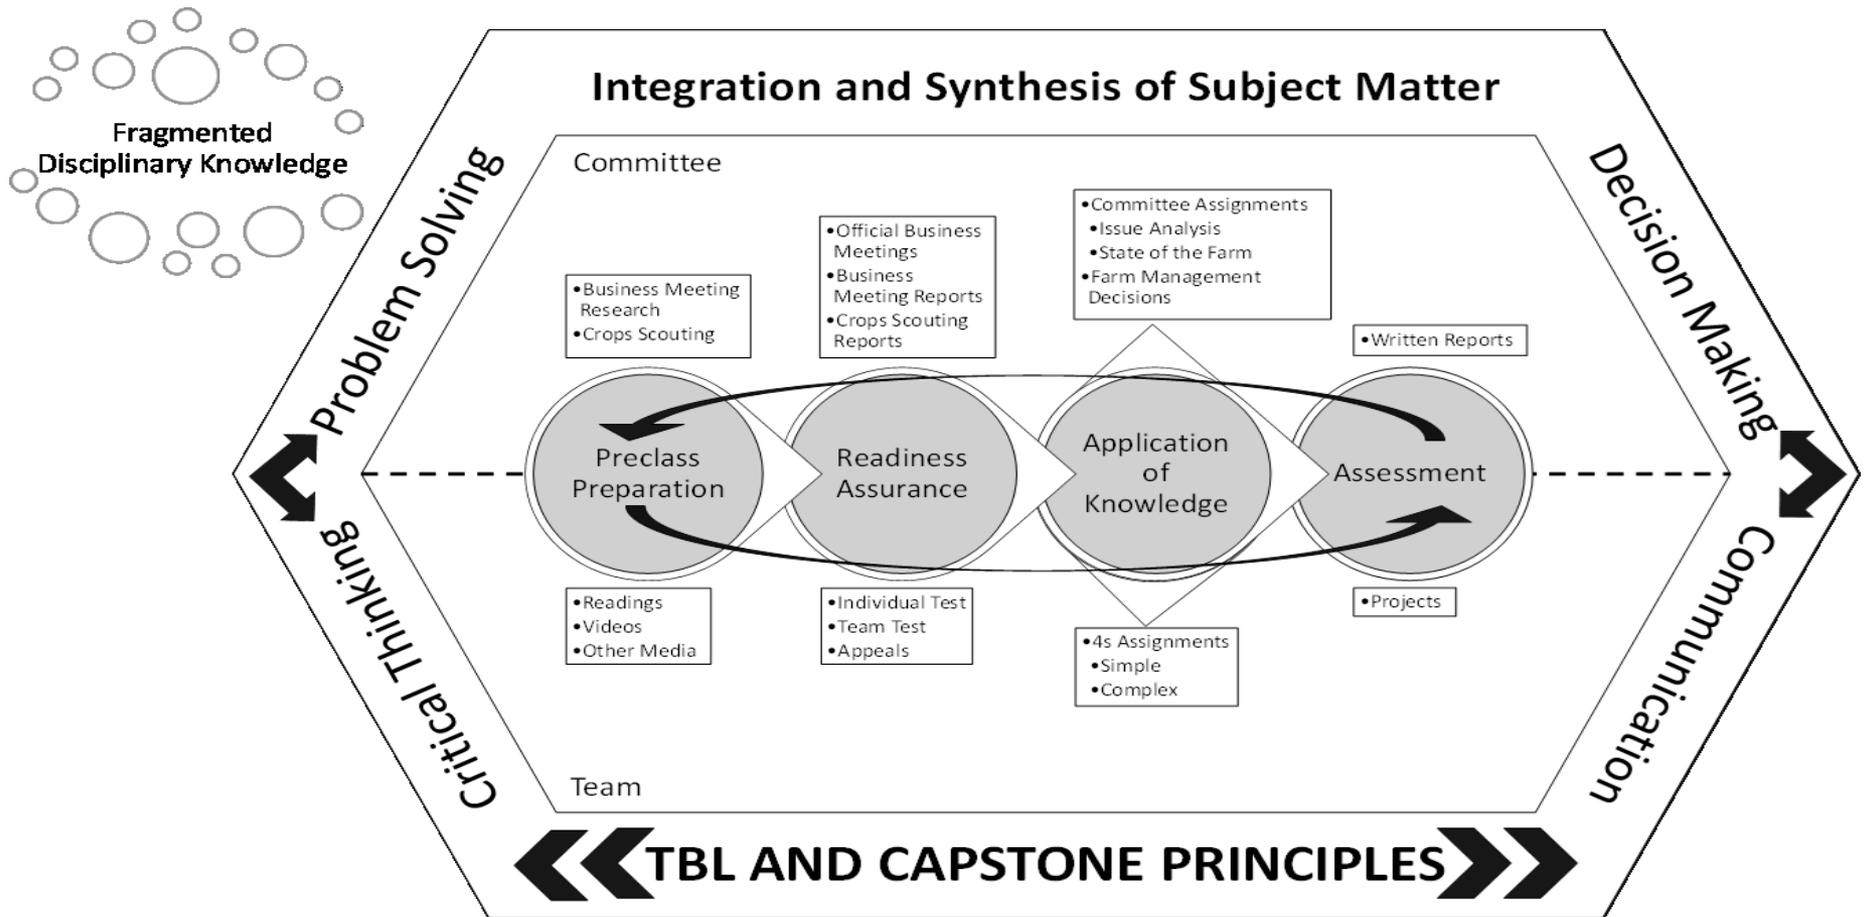 Fragmented
Disciplinary Knowledge
Integration and Synthesis of Subject Matter
Problem Solving
Decision Making
Committee
•Business Meeting
Research
•Crops Scouting
•Official Business
Meetings
•Business
Meeting Reports
•Crops Scouting
Reports
•Committee Assignments
•Issue Analysis
•State of the Farm
•Farm Management
Decisions
•Written Reports
Preclass
Preparation
Readiness
Assurance
Application
of
Knowledge
Assessment
•Readings
•Videos
•Other Media
•Individual Test
•Team Test
•Appeals
•4s Assignments
•Simple
•Complex
•Projects
Critical Thinking
Communication
Team
TBL AND CAPSTONE PRINCIPLES